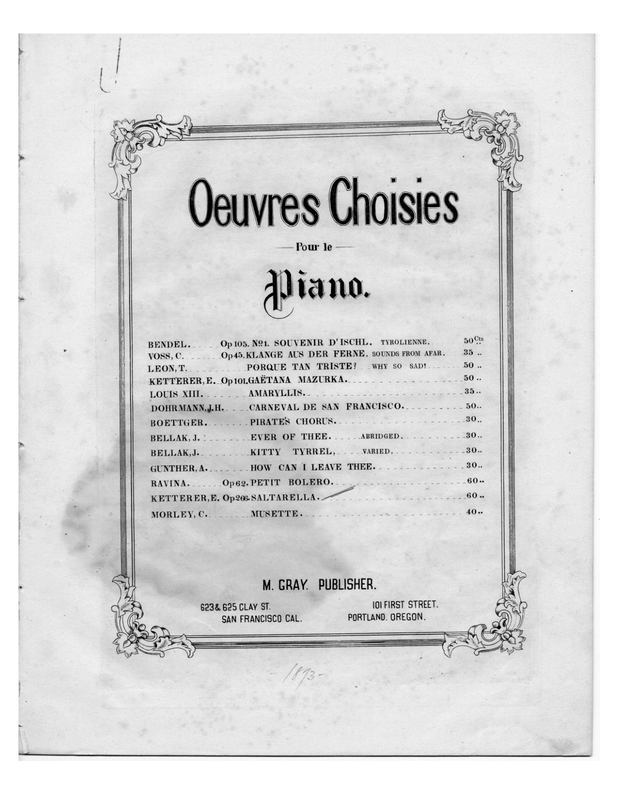 Oeuvres Choisies
Pour le
Piano.
BENDEL. Op 105. No 1. SOUVENIR D'ISCHL. TYROLIENNE. 50 Cts
VOSS, C. Op 45. KLANGE AUS DER FERNE. SOUNDS FROM AFAR. 35 ..
LEON, T. PORQUE TAN TRISTE! WHY SO SAD! 50 ..
KETTERER, E. Op 101. GAËTANA MAZURKA. 50 ..
LOUIS XIII. AMARYLLIS. 35 ..
DOHRMANN, J.H. CARNEVAL DE SAN FRANCISCO. 50 ..
BOETTGER. PIRATE'S CHORUS. 30 ..
BELLAK, J. EVER OF THEE. ABRIDGED. 30 ..
BELLAK, J. KITTY TYRREL, VARIED. 30 ..
GUNTHER, A. HOW CAN I LEAVE THEE. 30 ..
RAVINA. Op 62. PETIT BOLERO. 60 ..
KETTERER, E. Op 266. SALTARELLA. 60 ..
MORLEY, C. MUSETTE. 40 ..
M. GRAY. PUBLISHER.
623 & 625 CLAY ST. 101 FIRST STREET,
SAN FRANCISCO CAL. PORTLAND, OREGON.
- 1873 -